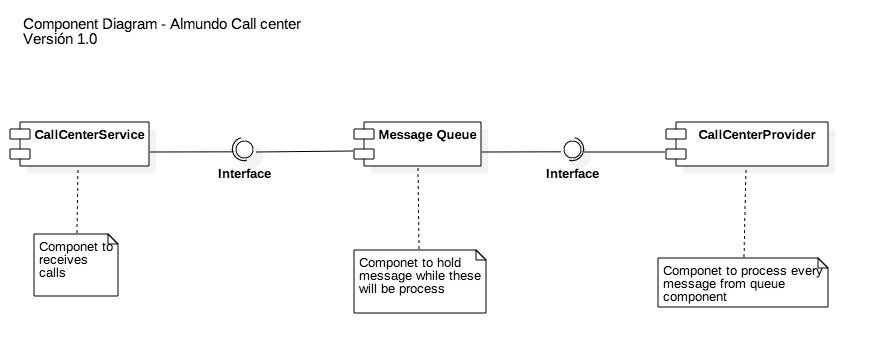 Component Diagram - Almundo Call center
Versión 1.0
CallCenterService
Message Queue
CallCenterProvider
Interface
Interface
Componet to
receives
calls
Componet to hold
message while these
will be process
Componet to process every
message from queue
component